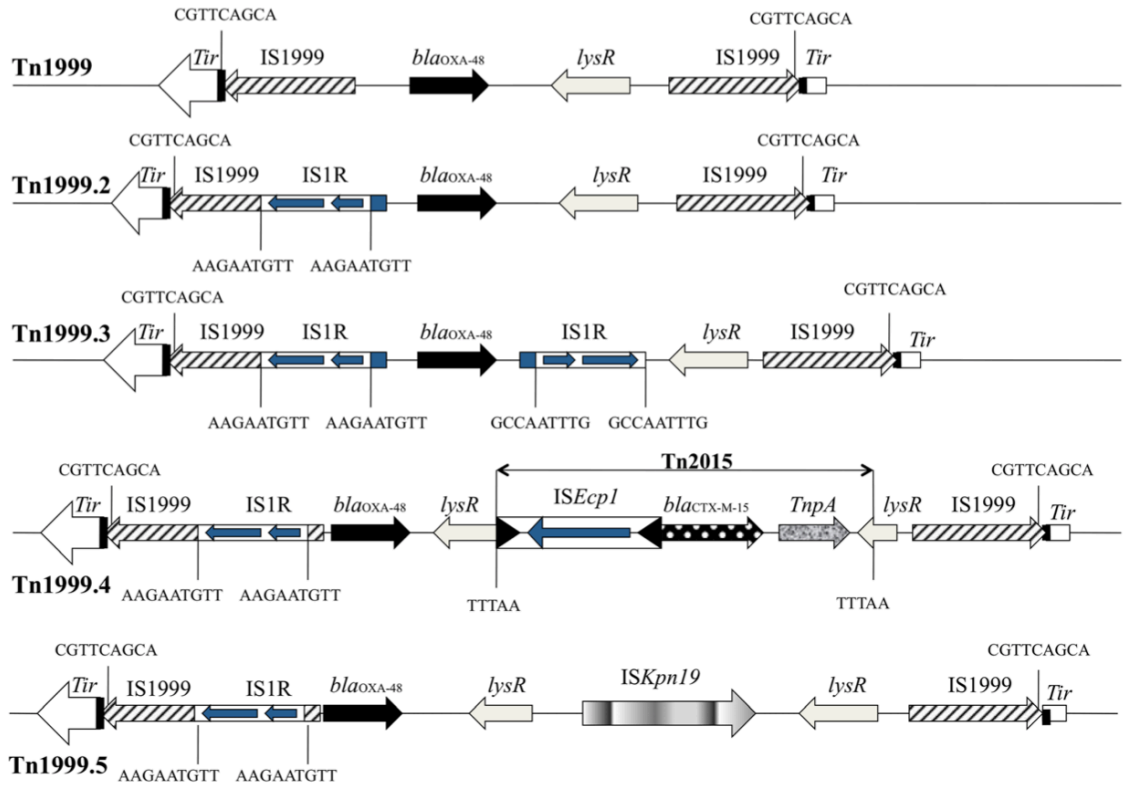 CGTTCAGCA CGTTCAGCA
Tn1999 Tir IS1999 blaOXA-48 lysR IS1999 Tir
CGTTCAGCA CGTTCAGCA
Tn1999.2 Tir IS1999 IS1R blaOXA-48 lysR IS1999 Tir
AAGAATGTT AAGAATGTT
CGTTCAGCA CGTTCAGCA
Tn1999.3 Tir IS1999 IS1R blaOXA-48 IS1R lysR IS1999 Tir
AAGAATGTT AAGAATGTT GCCAATTTG GCCAATTTG
Tn2015
CGTTCAGCA CGTTCAGCA
Tir IS1999 IS1R blaOXA-48 lysR ISEcp1 blaCTX-M-15 TnpA lysR IS1999 Tir
Tn1999.4 AAGAATGTT AAGAATGTT TTTAA TTTAA
CGTTCAGCA CGTTCAGCA
Tir IS1999 IS1R blaOXA-48 lysR ISKpn19 lysR IS1999 Tir
Tn1999.5 AAGAATGTT AAGAATGTT